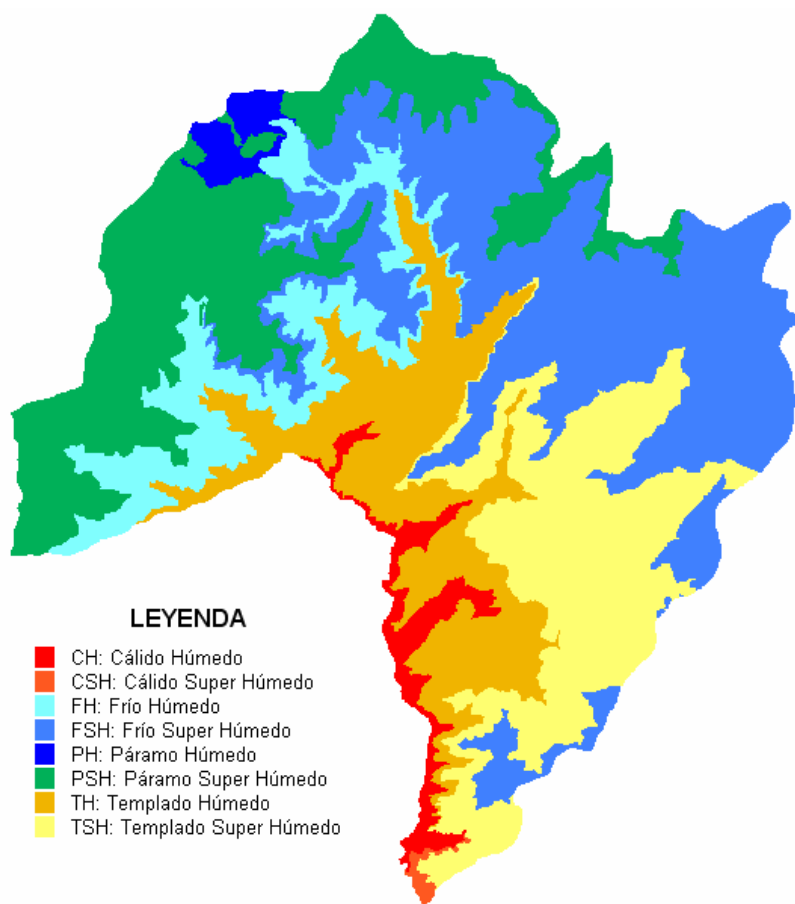 LEYENDA
CH: Cálido Húmedo
CSH: Cálido Super Húmedo
FH: Frío Húmedo
FSH: Frío Super Húmedo
PH: Páramo Húmedo
PSH: Páramo Super Húmedo
TH: Templado Húmedo
TSH: Templado Super Húmedo